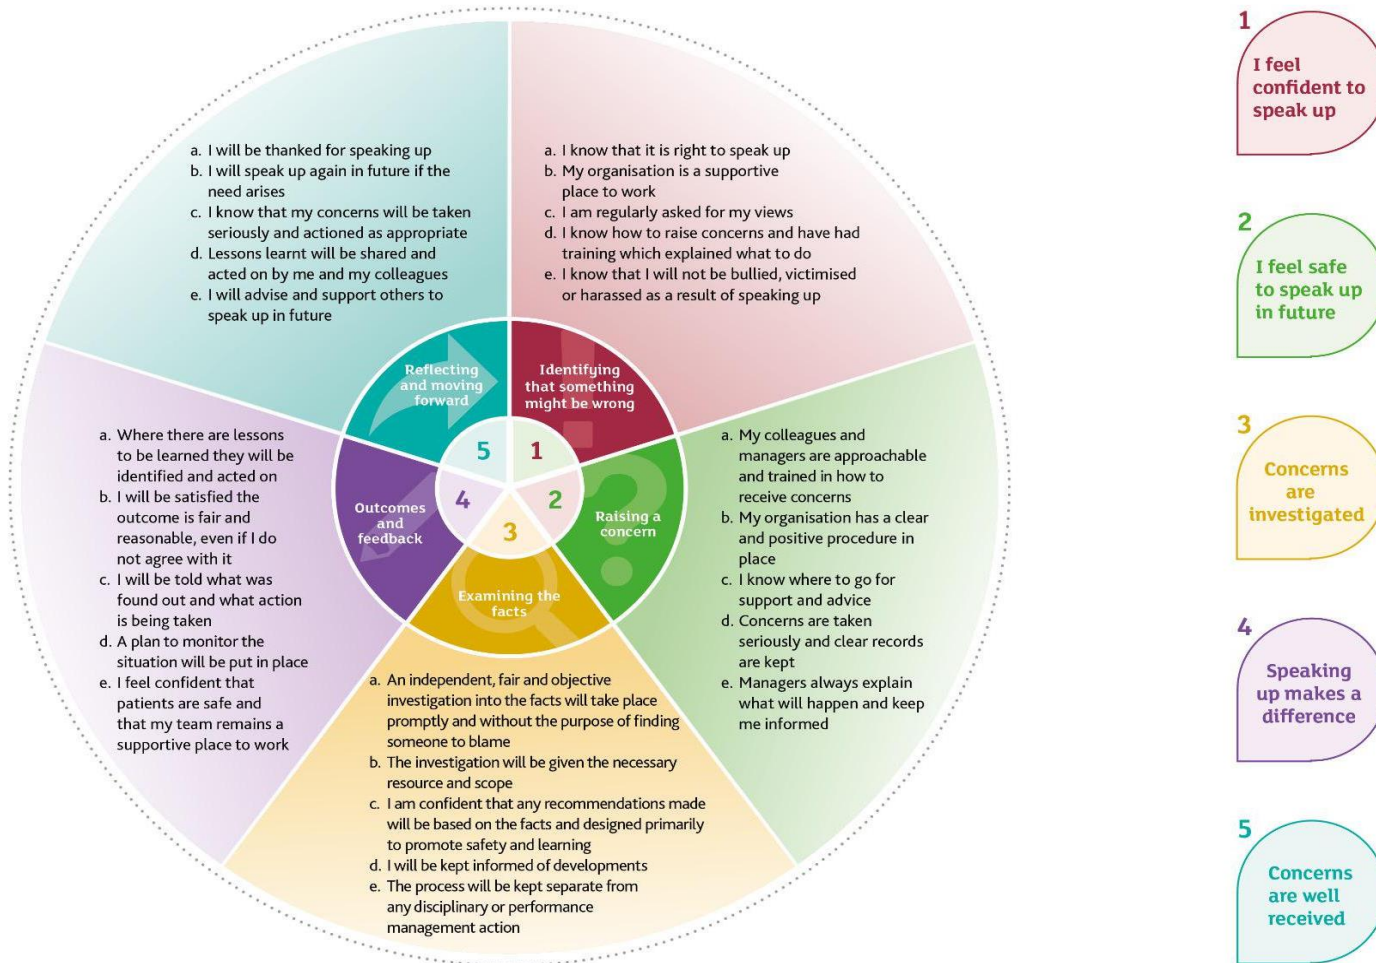 a. I will be thanked for speaking up
b. I will speak up again in future if the
need arises
c. I know that my concerns will be taken
seriously and actioned as appropriate
d. Lessons learnt will be shared and
acted on by me and my colleagues
e. I will advise and support others to
speak up in future
a. I know that it is right to speak up
b. My organisation is a supportive
place to work
c. I am regularly asked for my views
d. I know how to raise concerns and have had
training which explained what to do
e. I know that I will not be bullied, victimised
or harassed as a result of speaking up
Reflecting
and moving
forward
Identifying
that something
might be wrong
5
1
4
2
3
Outcomes
and
feedback
Raising a
concern
Examining the
facts
a. Where there are lessons
to be learned they will be
identified and acted on
b. I will be satisfied the
outcome is fair and
reasonable, even if I do
not agree with it
c. I will be told what was
found out and what action
is being taken
d. A plan to monitor the
situation will be put in place
e. I feel confident that
patients are safe and
that my team remains a
supportive place to work
a. My colleagues and
managers are approachable
and trained in how to
receive concerns
b. My organisation has a clear
and positive procedure in
place
c. I know where to go for
support and advice
d. Concerns are taken
seriously and clear records
are kept
e. Managers always explain
what will happen and keep
me informed
a. An independent, fair and objective
investigation into the facts will take place
promptly and without the purpose of finding
someone to blame
b. The investigation will be given the necessary
resource and scope
c. I am confident that any recommendations made
will be based on the facts and designed primarily
to promote safety and learning
d. I will be kept informed of developments
e. The process will be kept separate from
any disciplinary or performance
management action
1
I feel
confident to
speak up
2
I feel safe
to speak up
in future
3
Concerns
are
investigated
4
Speaking
up makes a
difference
5
Concerns
are well
received